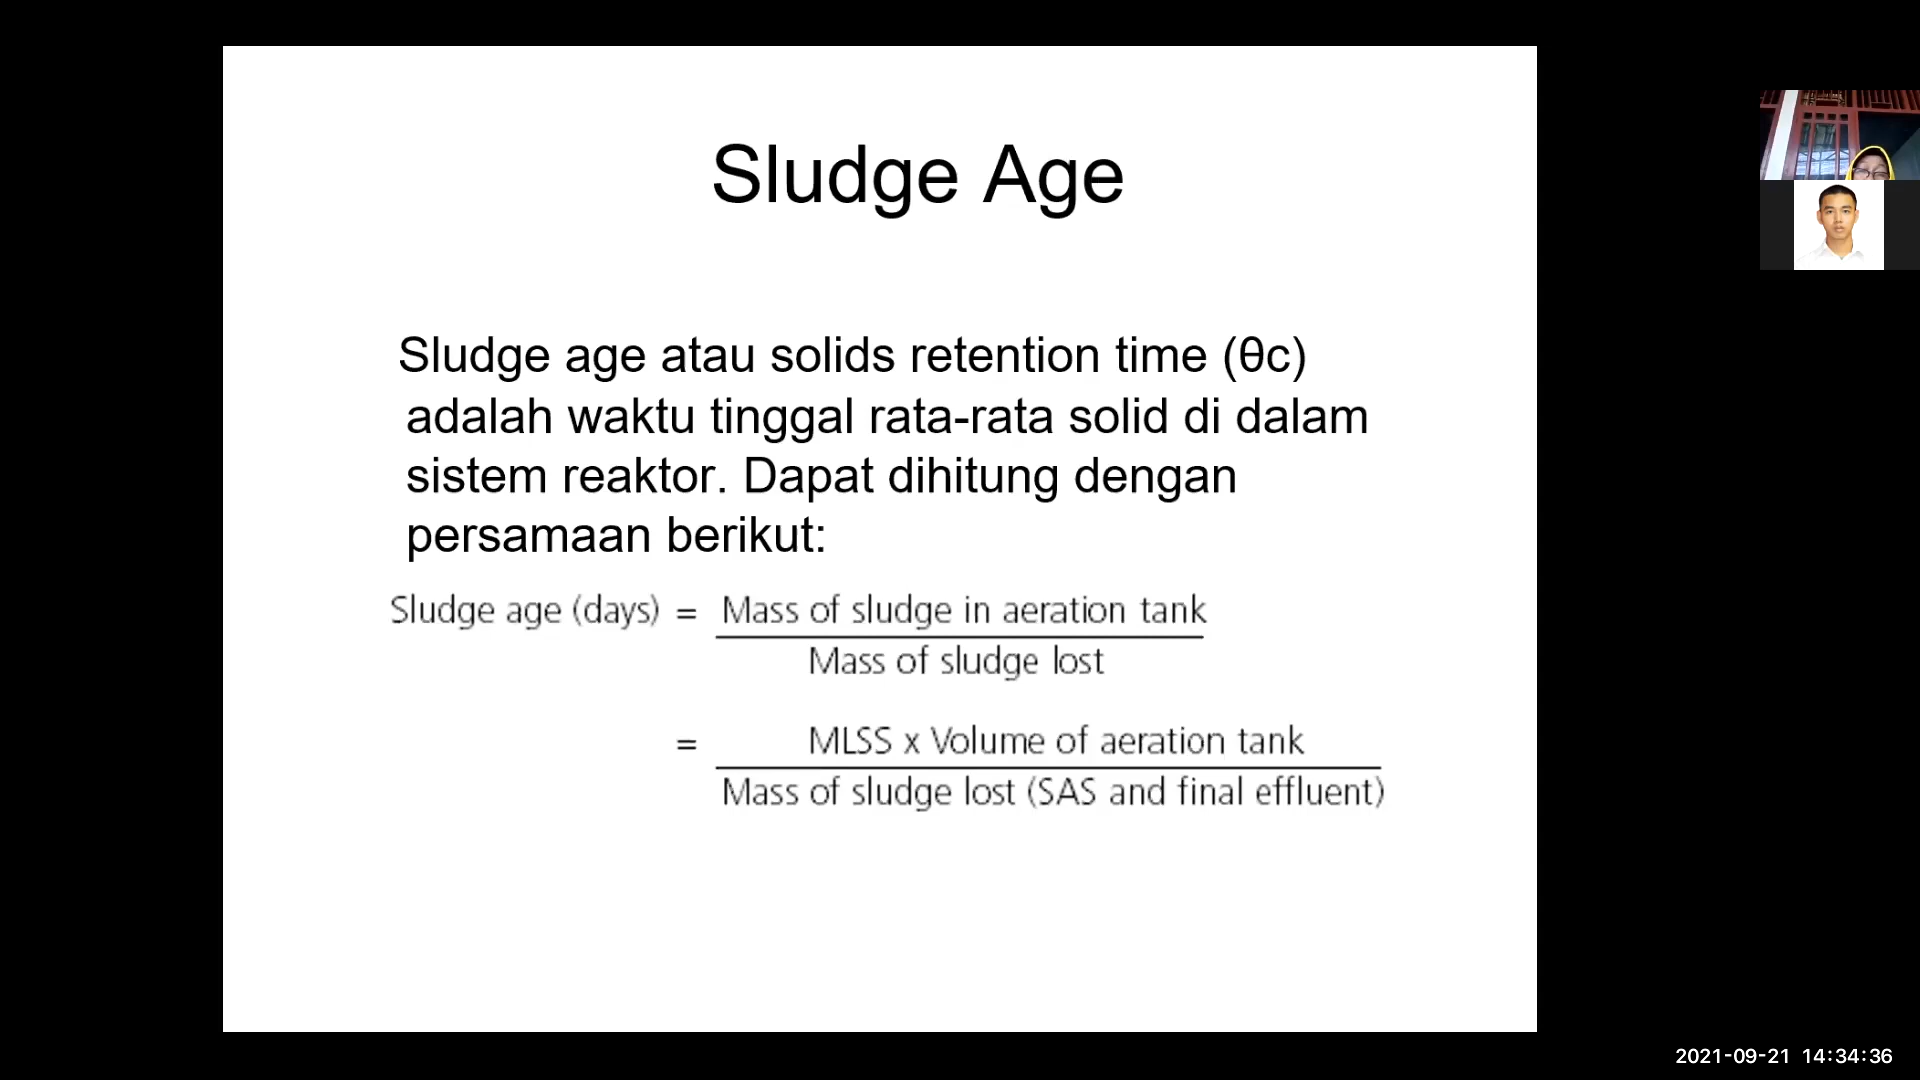 Sludge Age
Sludge age atau solids retention time (θc)
adalah waktu tinggal rata-rata solid di dalam
sistem reaktor. Dapat dihitung dengan
persamaan berikut:
Sludge age (days) = Mass of sludge in aeration tank
Mass of sludge lost
= MLSS x Volume of aeration tank
Mass of sludge lost (SAS and final effluent)
2021-09-21 14:34:36